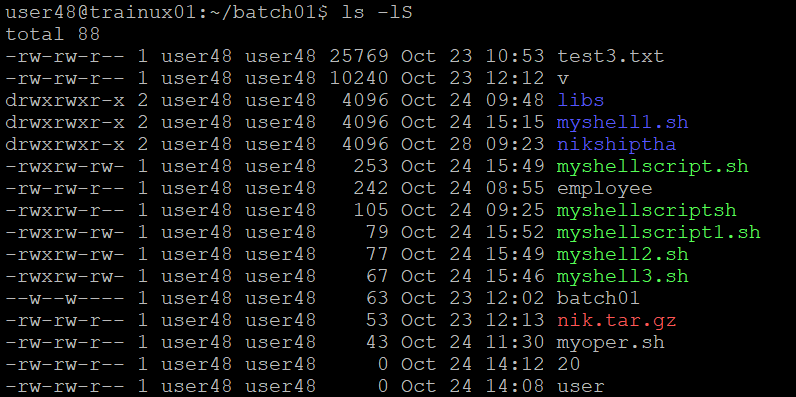 user48@trainux01:~/batch01$ ls -lS
total 88
-rw-rw-r-- 1 user48 user48 25769 Oct 23 10:53 test3.txt
-rw-rw-r-- 1 user48 user48 10240 Oct 23 12:12 v
drwxrwxr-x 2 user48 user48  4096 Oct 24 09:48 libs
drwxrwxr-x 2 user48 user48  4096 Oct 24 15:15 myshell1.sh
drwxrwxr-x 2 user48 user48  4096 Oct 28 09:23 nikshiptha
-rwxrw-rw- 1 user48 user48   253 Oct 24 15:49 myshellscript.sh
-rw-rw-r-- 1 user48 user48   242 Oct 24 08:55 employee
-rwxrw-r-- 1 user48 user48   105 Oct 24 09:25 myshellscriptsh
-rwxrw-rw- 1 user48 user48    79 Oct 24 15:52 myshellscript1.sh
-rwxrw-rw- 1 user48 user48    77 Oct 24 15:49 myshell2.sh
-rwxrw-rw- 1 user48 user48    67 Oct 24 15:46 myshell3.sh
--w--w---- 1 user48 user48    63 Oct 23 12:02 batch01
-rw-rw-r-- 1 user48 user48    53 Oct 23 12:13 nik.tar.gz
-rw-rw-r-- 1 user48 user48    43 Oct 24 11:30 myoper.sh
-rw-rw-r-- 1 user48 user48     0 Oct 24 14:12 20
-rw-rw-r-- 1 user48 user48     0 Oct 24 14:08 user